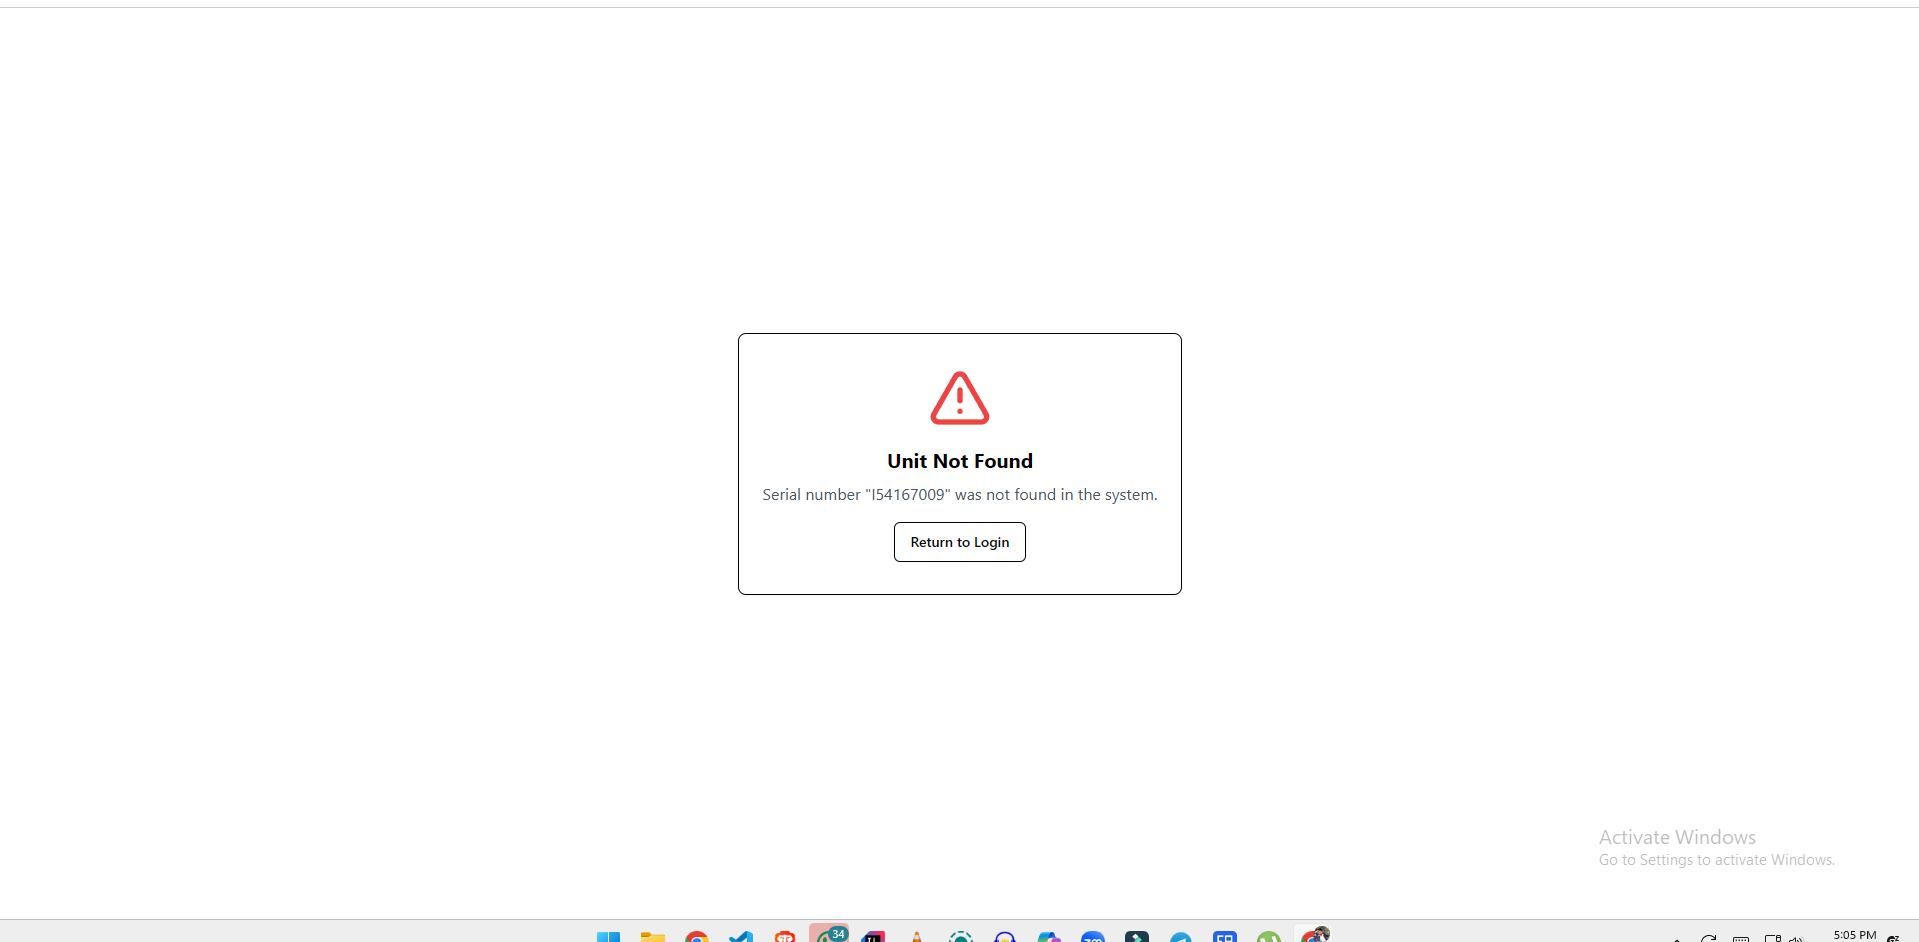 Unit Not Found
Serial number "I54167009" was not found in the system.
Return to Login
Activate Windows
Go to Settings to activate Windows.
34
5:05 PM